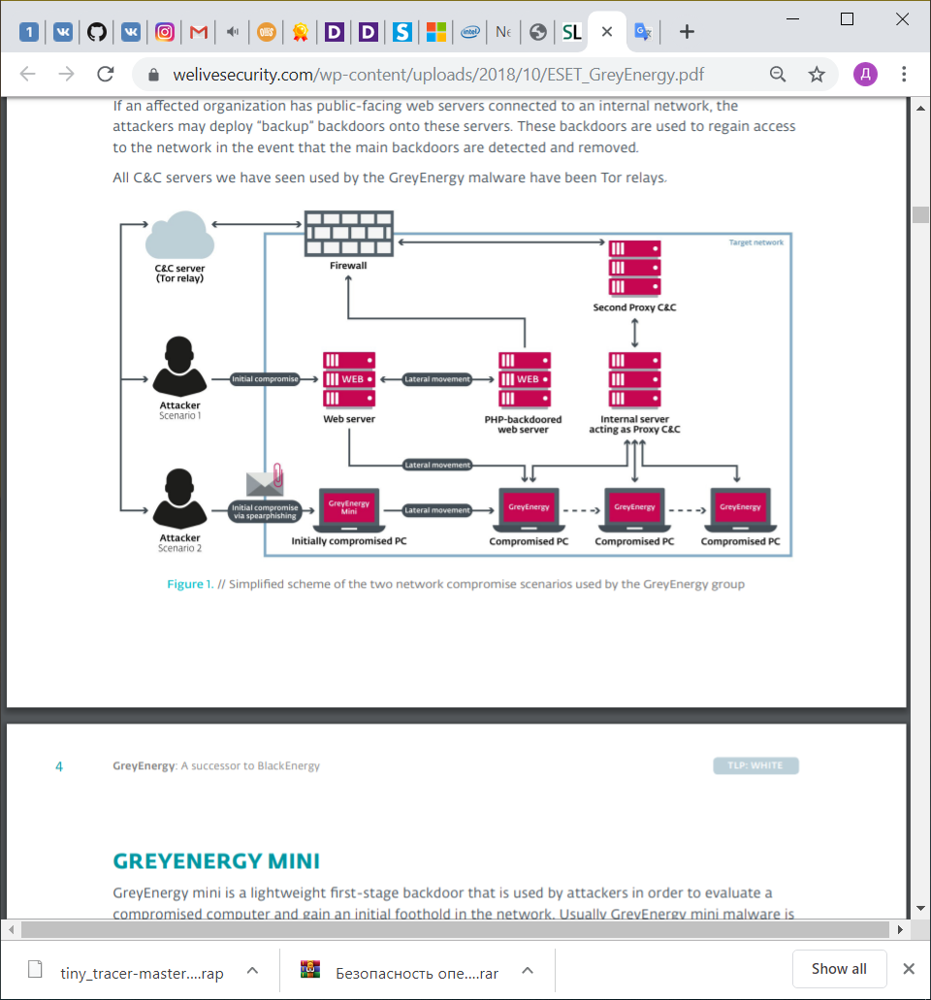 1
Ne
SL
welivesecurity.com/wp-content/uploads/2018/10/ESET_GreyEnergy.pdf
Д
If an affected organization has public-facing web servers connected to an internal network, the
attackers may deploy “backup” backdoors onto these servers. These backdoors are used to regain access
to the network in the event that the main backdoors are detected and removed.
All C&C servers we have seen used by the GreyEnergy malware have been Tor relays.
C&C server
(Tor relay)
Firewall
Target network
Second Proxy C&C
Attacker
Scenario 1
Initial compromise
WEB
Web server
Lateral movement
WEB
PHP-backdoored
web server
Internal server
acting as Proxy C&C
Lateral movement
Attacker
Scenario 2
Initial compromise
via spearphishing
GreyEnergy
Mini
Initially compromised PC
Lateral movement
GreyEnergy
Compromised PC
GreyEnergy
Compromised PC
GreyEnergy
Compromised PC
Figure 1. // Simplified scheme of the two network compromise scenarios used by the GreyEnergy group
4
GreyEnergy: A successor to BlackEnergy
TLP: WHITE
GREYENERGY MINI
GreyEnergy mini is a lightweight first-stage backdoor that is used by attackers in order to evaluate a
compromised computer and gain an initial foothold in the network. Usually GreyEnergy mini malware is
tiny_tracer-master....rap
Безопасность опе....rar
Show all